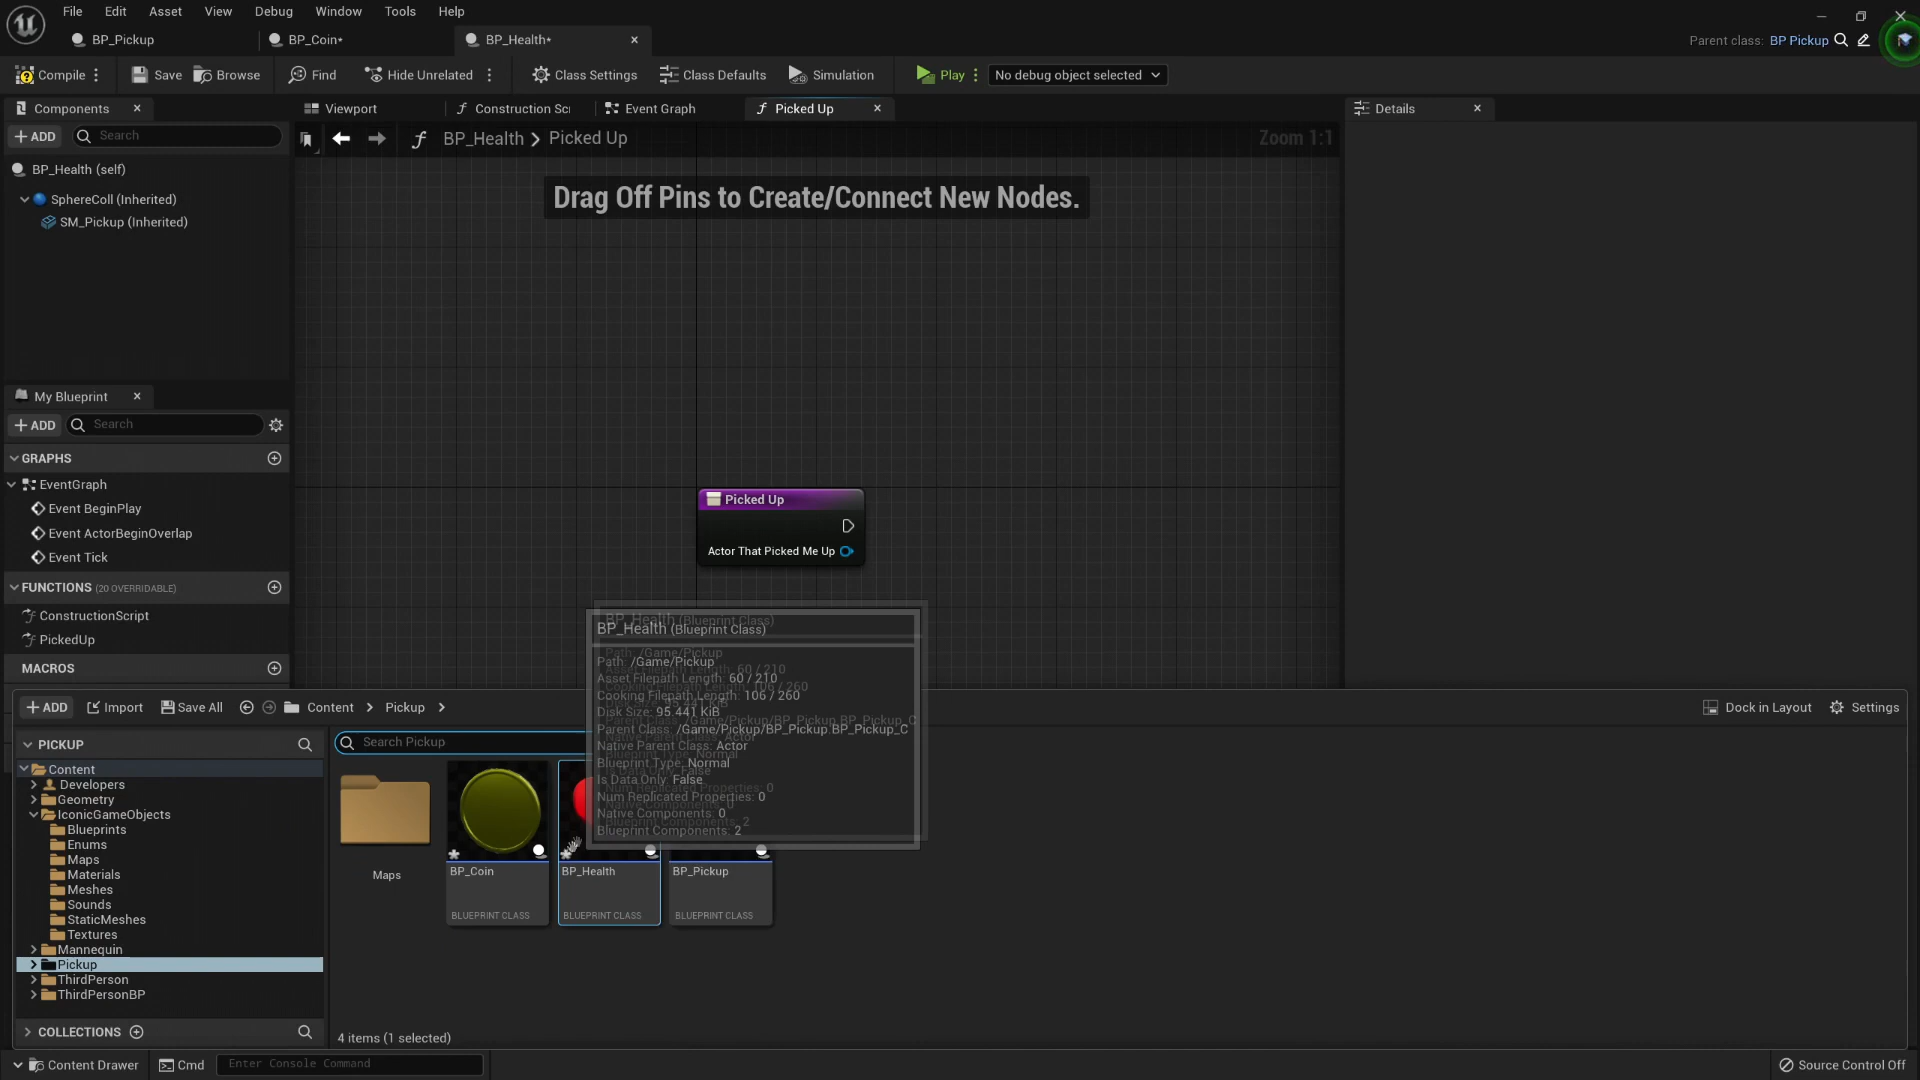 File Edit Asset View Debug Window Tools Help
BP_Pickup BP_Coin* BP_Health*
Parent class: BP Pickup
Compile Save Browse Find Hide Unrelated Class Settings Class Defaults Simulation Play No debug object selected
Components Viewport Construction Sci Event Graph Picked Up Details
ADD Search
BP_Health > Picked Up
Zoom 1:1
BP_Health (self)
SphereColl (Inherited)
SM_Pickup (Inherited)
Drag Off Pins to Create/Connect New Nodes.
My Blueprint
ADD Search
GRAPHS
EventGraph
Event BeginPlay
Event ActorBeginOverlap
Event Tick
FUNCTIONS (20 OVERRIDABLE)
ConstructionScript
PickedUp
MACROS
Picked Up
Actor That Picked Me Up
BP_Health (Blueprint Class)
Path: /Game/Pickup
Asset Filepath Length: 60 / 210
Cooking Filepath Length: 106 / 260
Disk Size: 95.441 KiB
Parent Class: /Game/Pickup/BP_Pickup.BP_Pickup_C
Native Parent Class: Actor
Blueprint Type: Normal
Is Data Only: False
Num Replicated Properties: 0
Native Components: 0
Blueprint Components: 2
ADD Import Save All Content > Pickup > Dock in Layout Settings
PICKUP
Search Pickup
Content
Developers
Geometry
IconicGameObjects
Blueprints
Enums
Maps
Materials
Meshes
Sounds
StaticMeshes
Textures
Mannequin
Pickup
ThirdPerson
ThirdPersonBP
COLLECTIONS
Maps
BP_Coin
BLUEPRINT CLASS
BP_Health
BLUEPRINT CLASS
BP_Pickup
BLUEPRINT CLASS
4 items (1 selected)
Content Drawer Cmd Enter Console Command Source Control Off